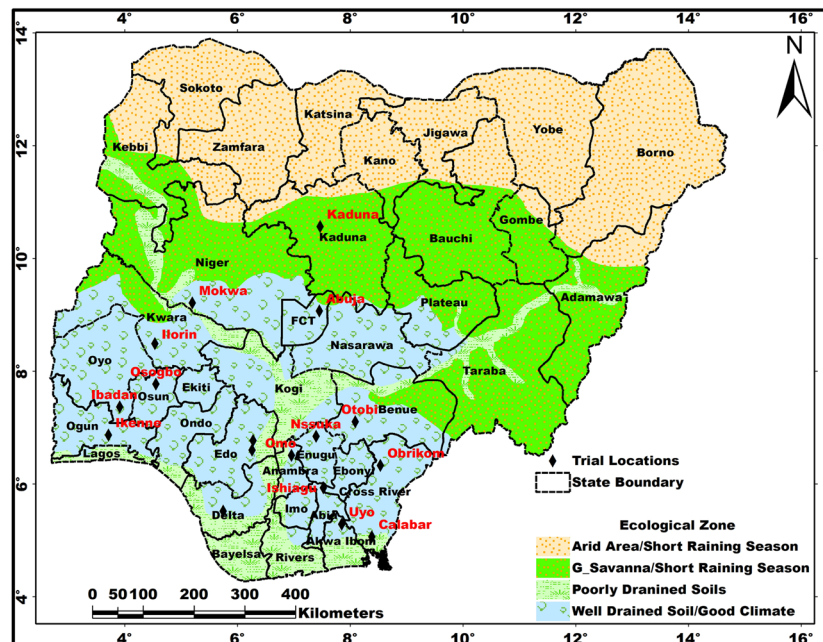 4° 6° 8° 10° 12° 14° 16°
14°
N
Sokoto
Katsina
Jigawa
Yobe
Borno
Kebbi
Zamfara
Kano
12°
Kaduna
Gombe
Kaduna
Bauchi
Niger
10°
Mokwa
Abuja
Plateau
Adamawa
Kwara
FCT
Ilorin
Nasarawa
Oyo
8°
Osogbo
Taraba
Ekiti
Kogi
Ibadan
Osun
Otobi
Benue
Ikenne
Ogun
Ondo
Nssuka
Lagos
Edo
Omo
Enugu
Obrikom
Anambra
Ebony
Trial Locations
6°
Ishiagu
Cross River
State Boundary
Delta
Imo
Abia
Uyo
Calabar
Akwa Ibom
Ecological Zone
Bayelsa
Rivers
Arid Area/Short Raining Season
G_Savanna/Short Raining Season
Poorly Dranined Soils
Well Drained Soil/Good Climate
4°
0 50 100 200 300 400
Kilometers
4° 6° 8° 10° 12° 14° 16°